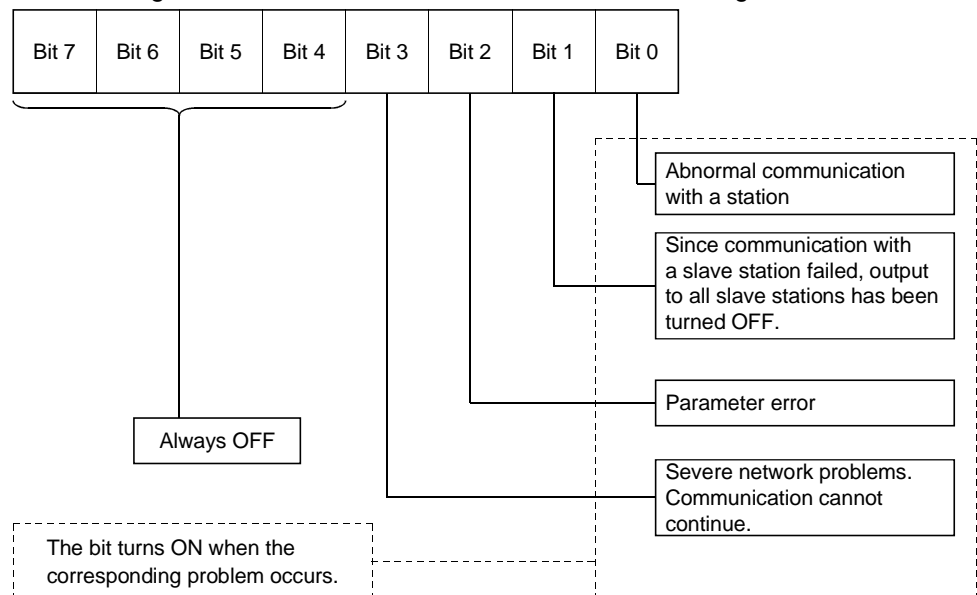 Bit 7 Bit 6 Bit 5 Bit 4 Bit 3 Bit 2 Bit 1 Bit 0
Abnormal communication
with a station
Since communication with
a slave station failed, output
to all slave stations has been
turned OFF.
Parameter error
Always OFF
Severe network problems.
Communication cannot
continue.
The bit turns ON when the
corresponding problem occurs.